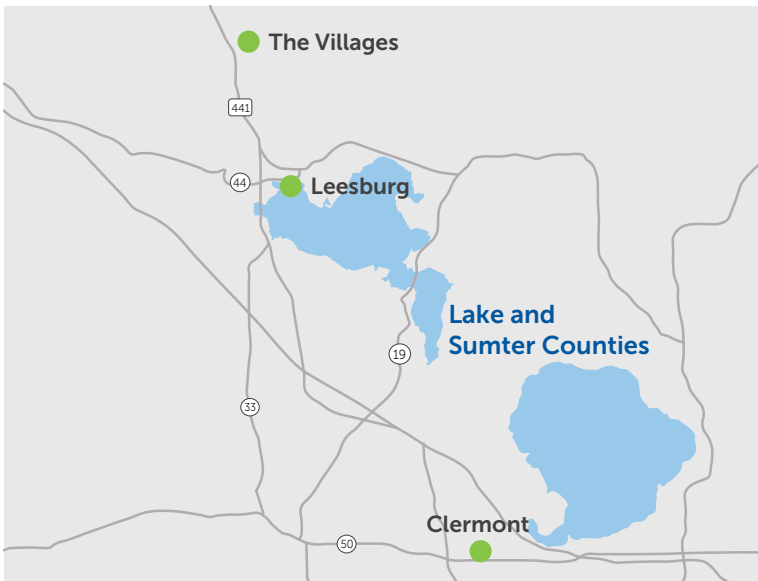 The Villages
441
44
Leesburg
Lake and
Sumter Counties
19
33
Clermont
50